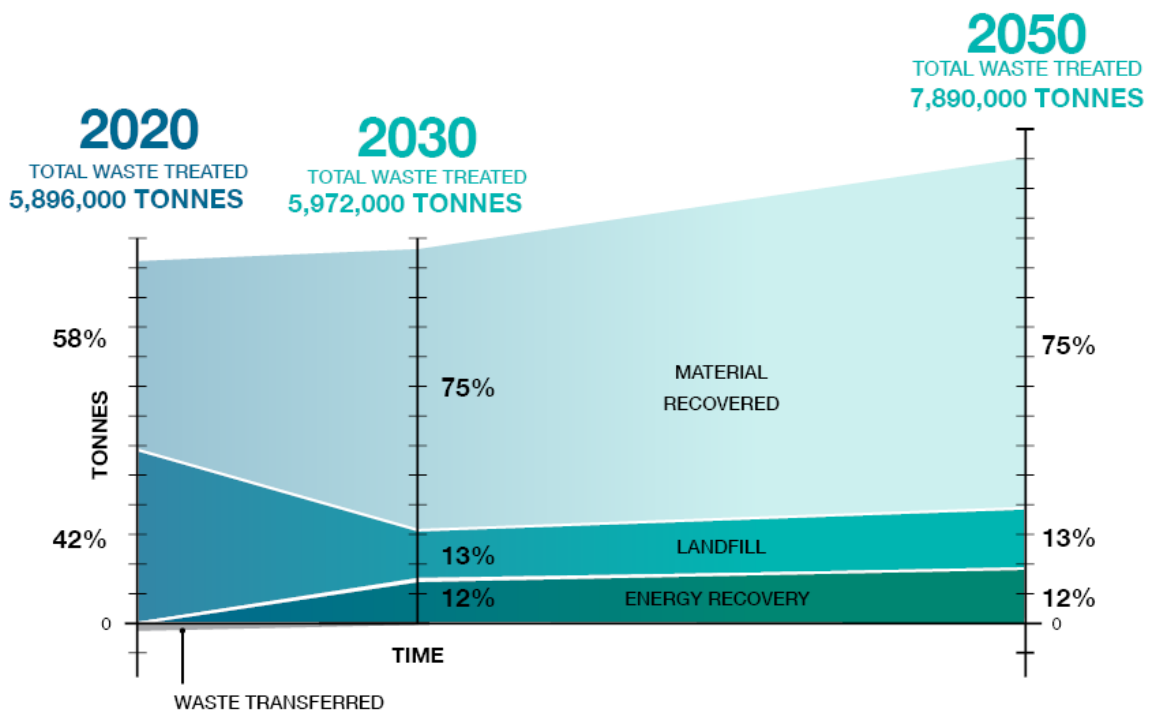 2020
TOTAL WASTE TREATED
5,896,000 TONNES
2030
TOTAL WASTE TREATED
5,972,000 TONNES
2050
TOTAL WASTE TREATED
7,890,000 TONNES
58%
42%
TONNES
0
75%
13%
12%
MATERIAL
RECOVERED
LANDFILL
ENERGY RECOVERY
75%
13%
12%
0
TIME
WASTE TRANSFERRED